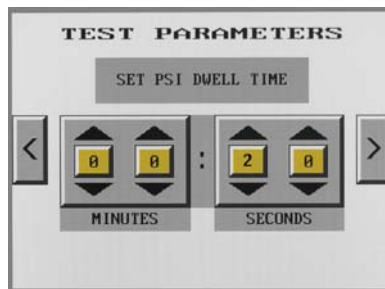 TEST PARAMETERS
SET PSI DWELL TIME
< 0 0 : 2 0 >
MINUTES SECONDS